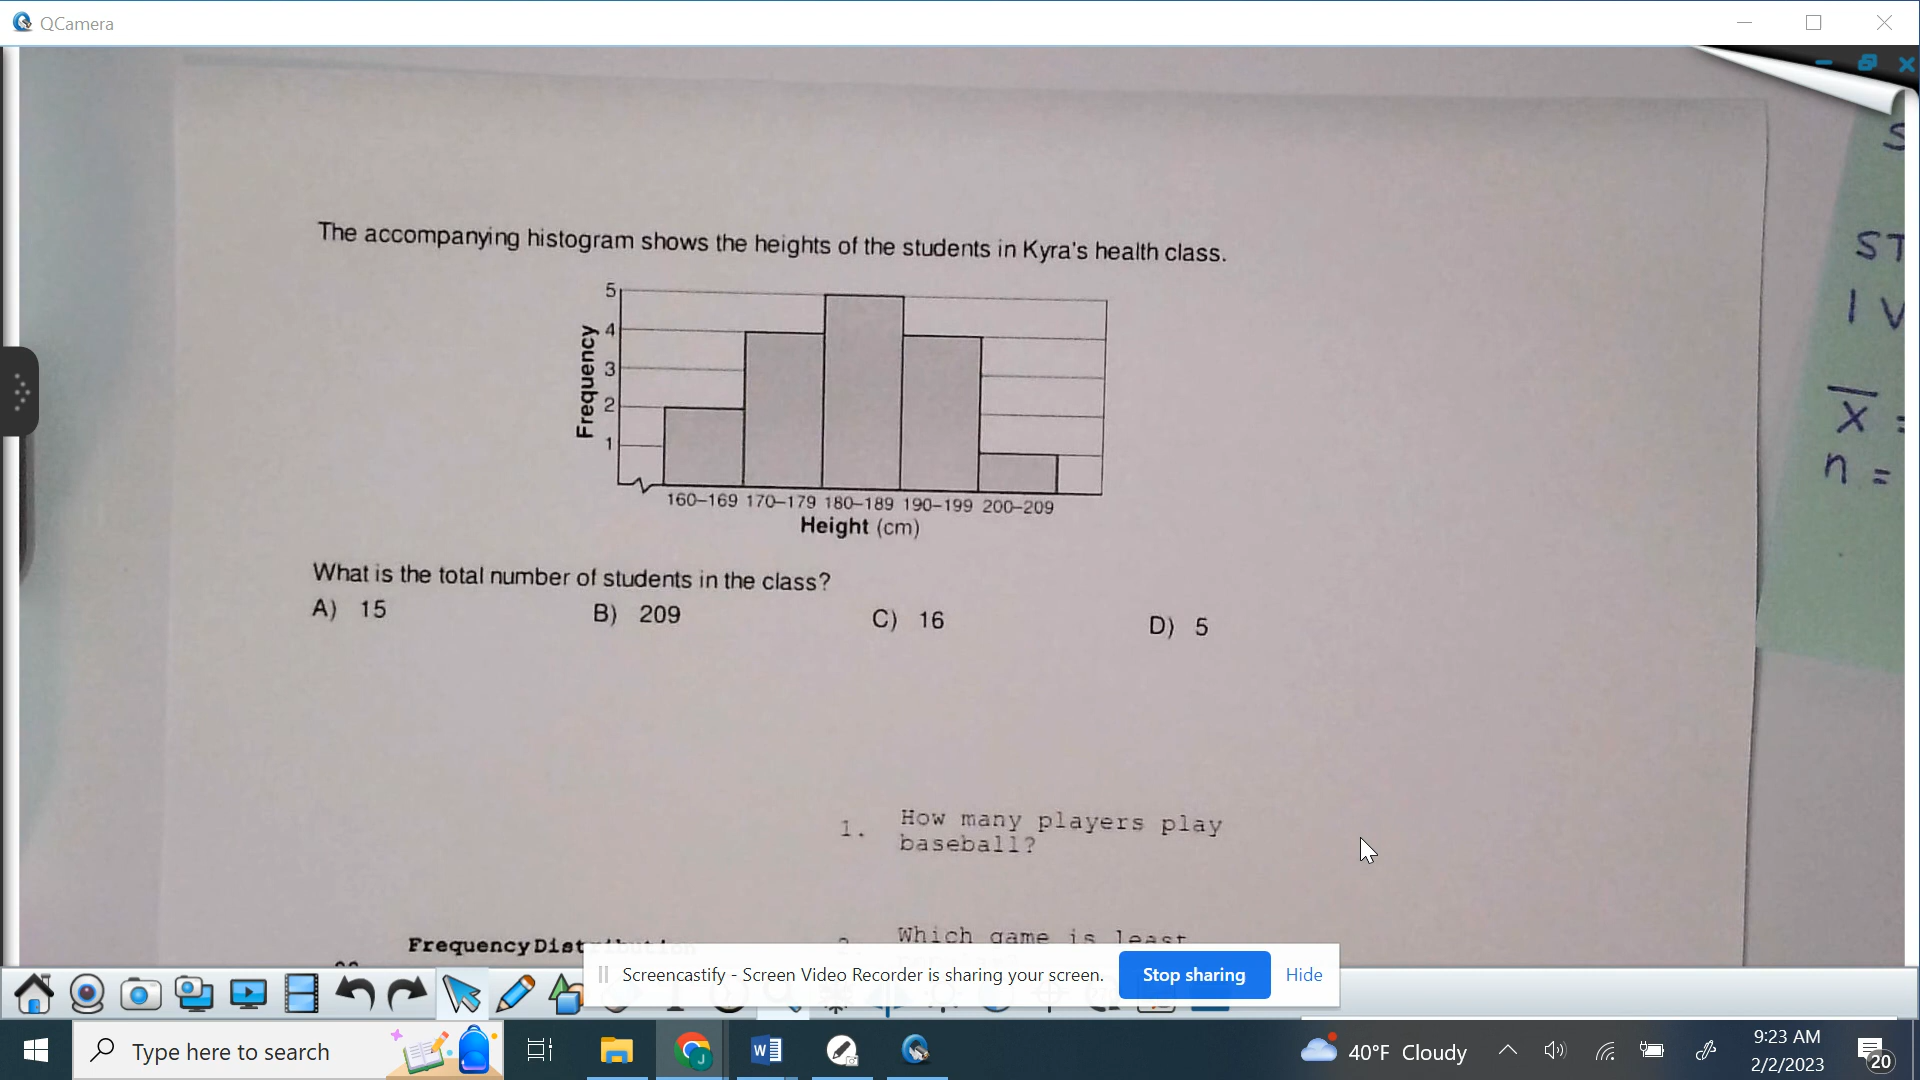 QCamera
The accompanying histogram shows the heights of the students in Kyra's health class.
5
4
3
2
1
Frequency
160–169 170–179 180–189 190–199 200–209
Height (cm)
What is the total number of students in the class?
A) 15 B) 209 C) 16 D) 5
ST
1 V
x̄ =
n =
1. How many players play
baseball?
Which game is least
Frequency Distribution
Screencastify - Screen Video Recorder is sharing your screen. Stop sharing Hide
Type here to search
40°F Cloudy
9:23 AM
2/2/2023
20